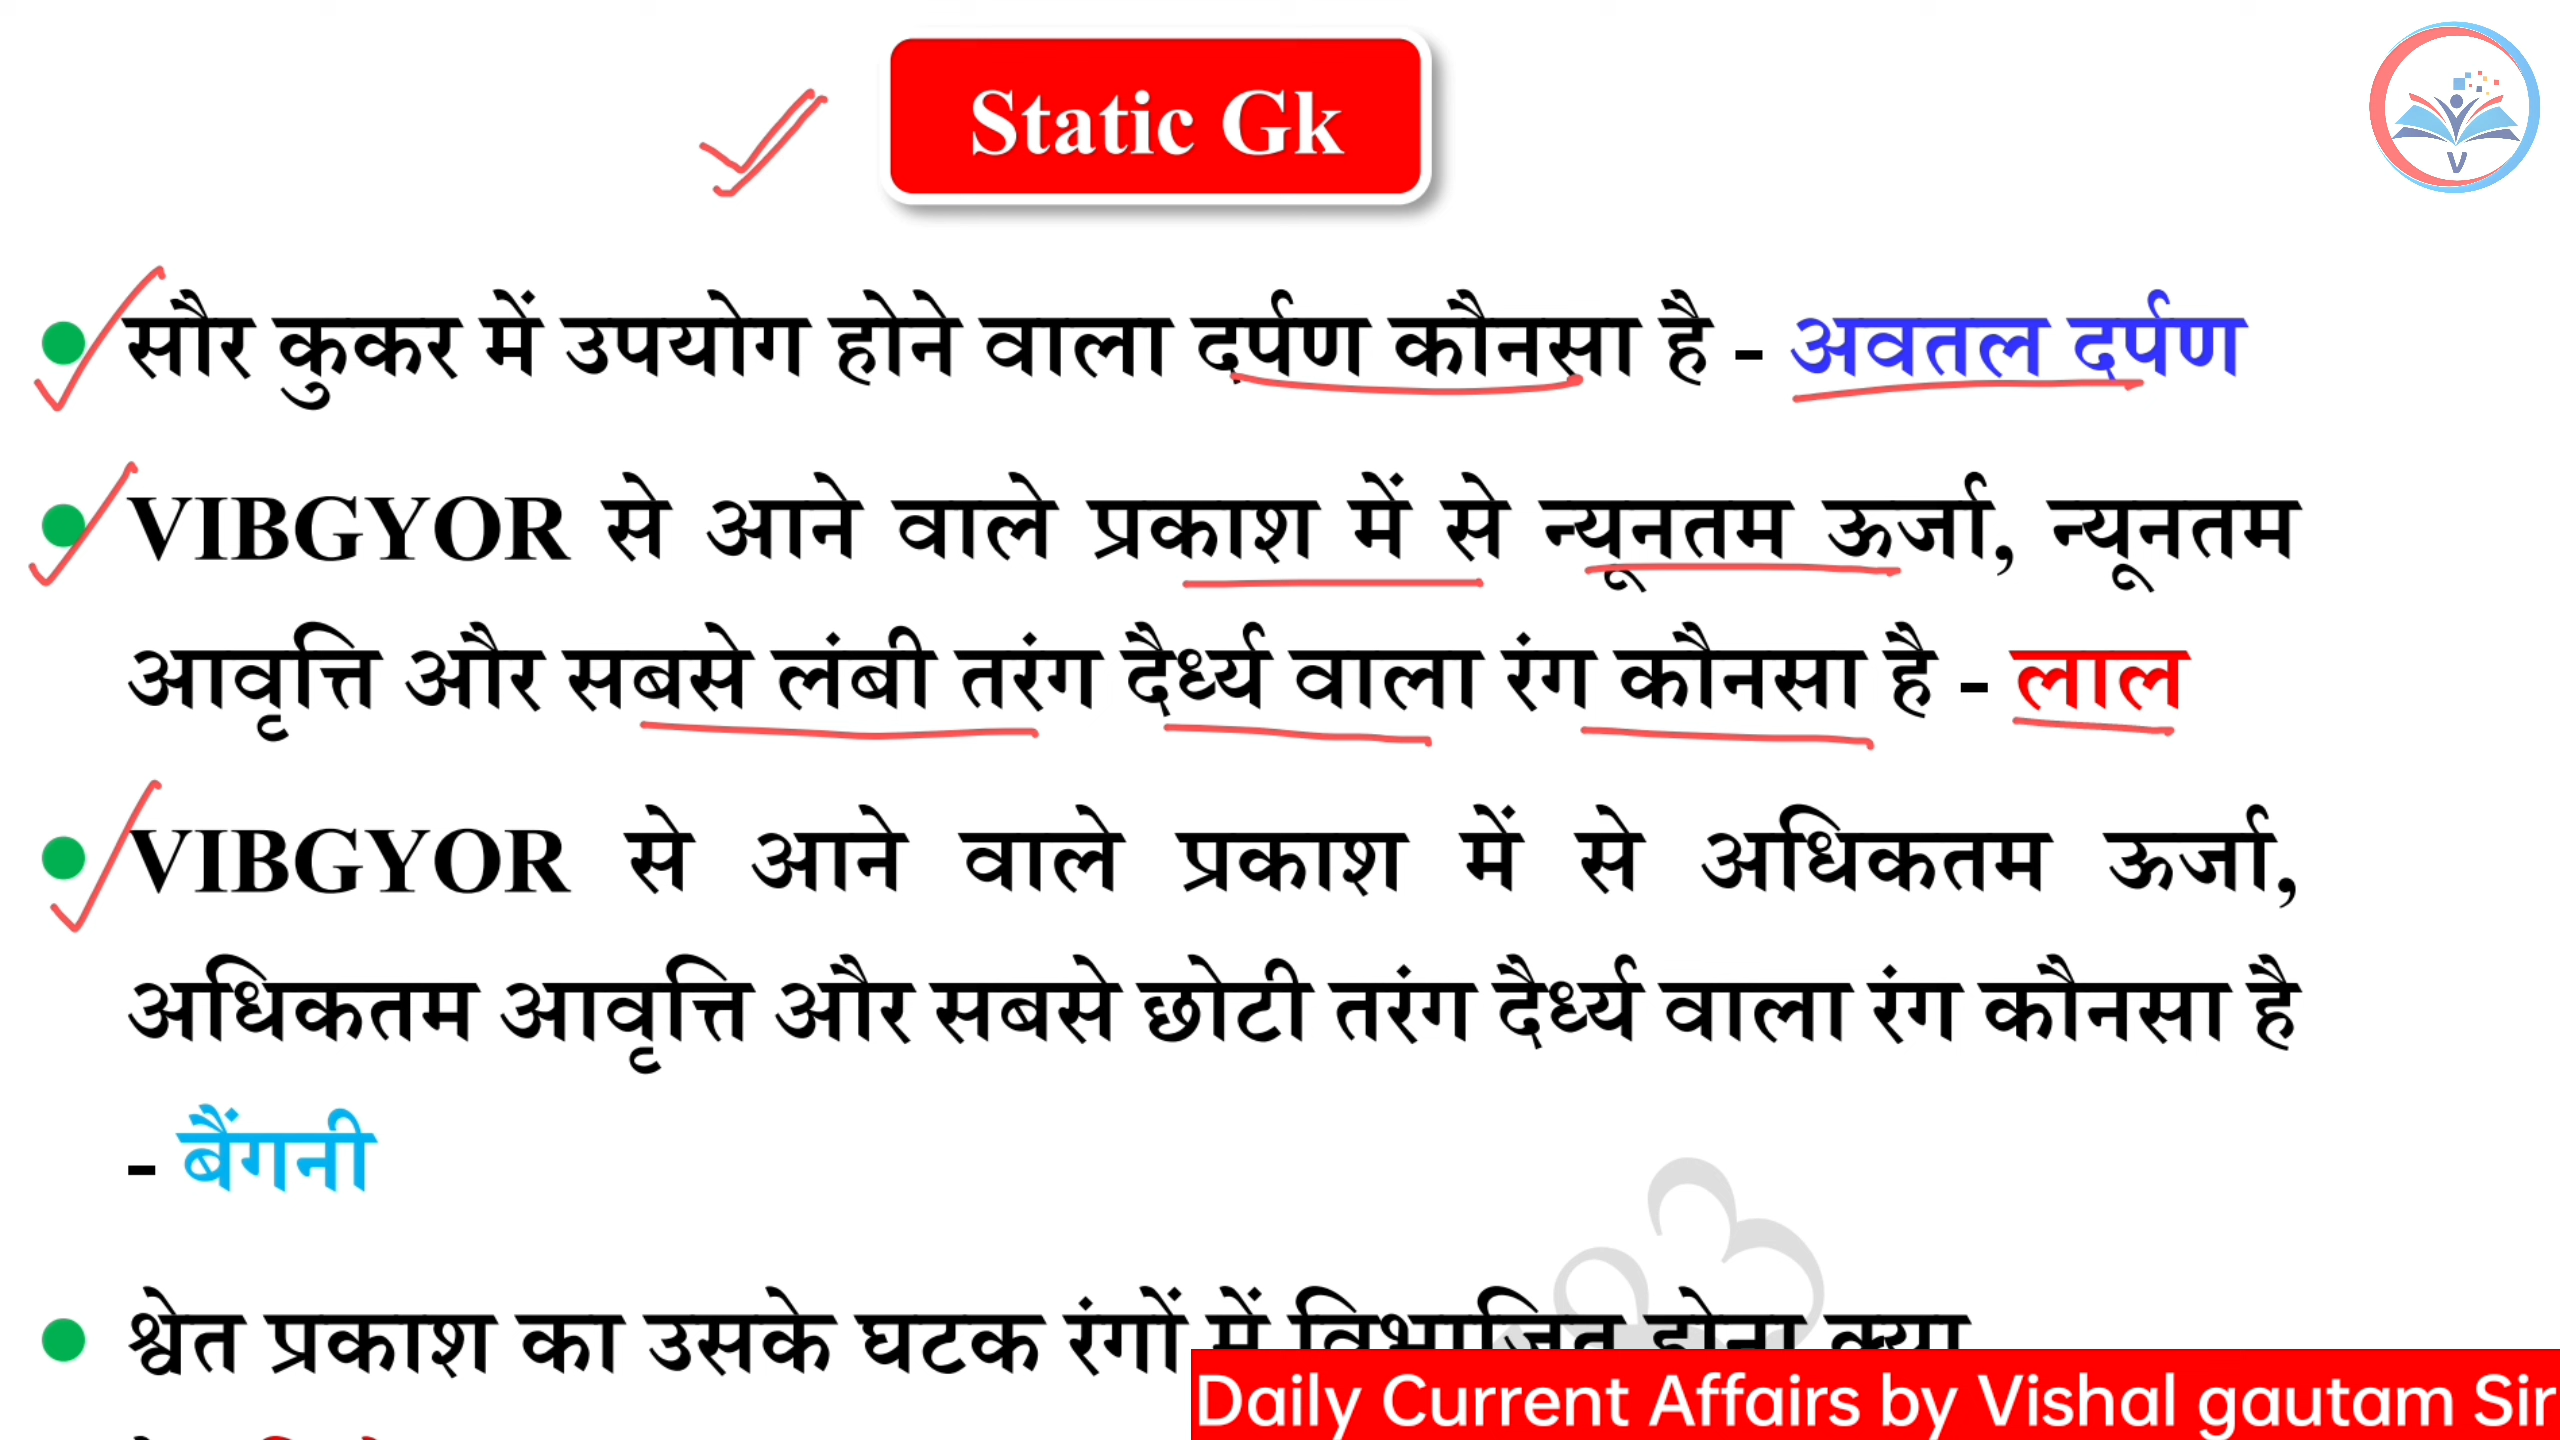 Static Gk
V
सौर कुकर में उपयोग होने वाला दर्पण कौनसा है - अवतल दर्पण
VIBGYOR से आने वाले प्रकाश में से न्यूनतम ऊर्जा, न्यूनतम
आवृत्ति और सबसे लंबी तरंग दैर्ध्य वाला रंग कौनसा है - लाल
VIBGYOR से आने वाले प्रकाश में से अधिकतम ऊर्जा,
अधिकतम आवृत्ति और सबसे छोटी तरंग दैर्ध्य वाला रंग कौनसा है
- बैंगनी
श्वेत प्रकाश का उसके घटक रंगों में विभाजित होना क्या
Daily Current Affairs by Vishal gautam Sir